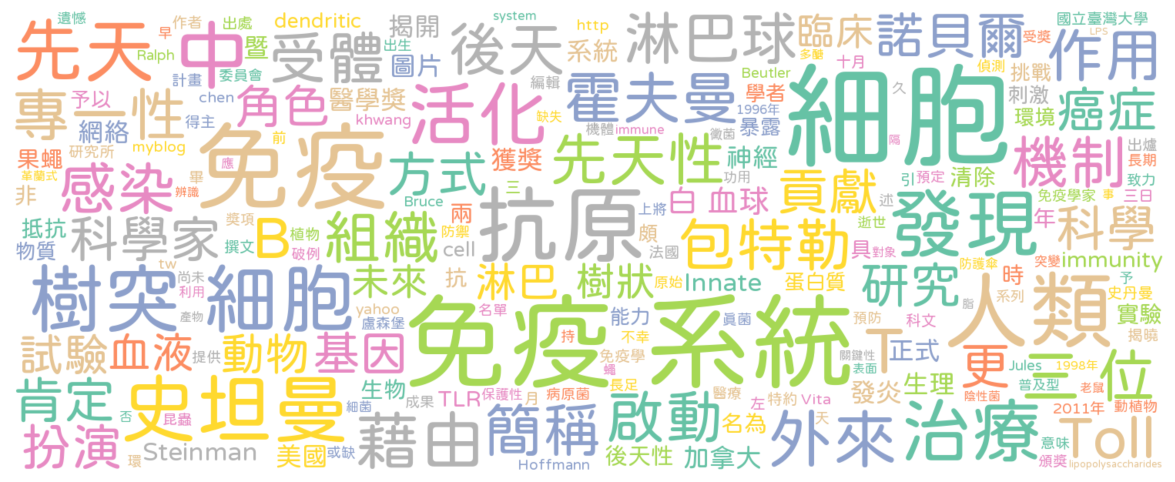 遺憾 早 作者 出處 dendritic 揭開 system http 淋巴球 臨床 諾貝爾 國立臺灣大學
先天 中 Ralph 出生 暨 受體 後天 系統 多醣 十月 受獎 LPS 作用
計畫 委員會 圖片 編輯 Beutler 偵測 挑戰
專一性 予以 得主 chen 角色 醫學獎 活化 霍夫曼 學者 細胞 久 刺激 癌症
網絡 khwang 缺失 1996年 暴露 環境
果蠅 研究所 myblog 前 免疫 機體 immune 黴菌 隔 機制 出爐 長期
革蘭式 應 獲獎 先天性 神經
非 感染 辨識 畢 方式 三 功用 貢獻 引 預定 清除 免疫學家 事 致力
抵抗 獎項 撰文 植物 Bruce 兩 抗原 上將 白 血球 述 三日
物質 科學家 B 破例 組織 防禦 cell 頗 法國 逝世 包特勒 具 對象 發現 年 科學
tw 尚未 利用 未來 抗 淋巴 樹狀 原始 Innate 蛋白質 研究 防護傘 時 突變 immunity 予
樹突細胞 產物 yahoo 名單 能力 真菌 預防 系列 史丹曼
盧森堡 不幸 科文 人類 實驗
試驗 血液 提供 動物 基因 免疫系統 持 免疫學 蠅 T 正式 關鍵性 表面 更 揭曉
肯定 否 昆蟲 史坦曼 細菌 生物 成果 TLR 保護性 月 病原菌 長足 醫療 特約 左 Vita 發炎 生理 Jules 普及型 1998年 三位
陰性菌 老鼠 2011年 動植物
扮演 環 Steinman 美國 或缺 藉由 簡稱 Hoffmann 啟動 後天性 名為 加拿大 天 外來 治療 意味 頒獎 Toll
lipopolysaccharides
脂